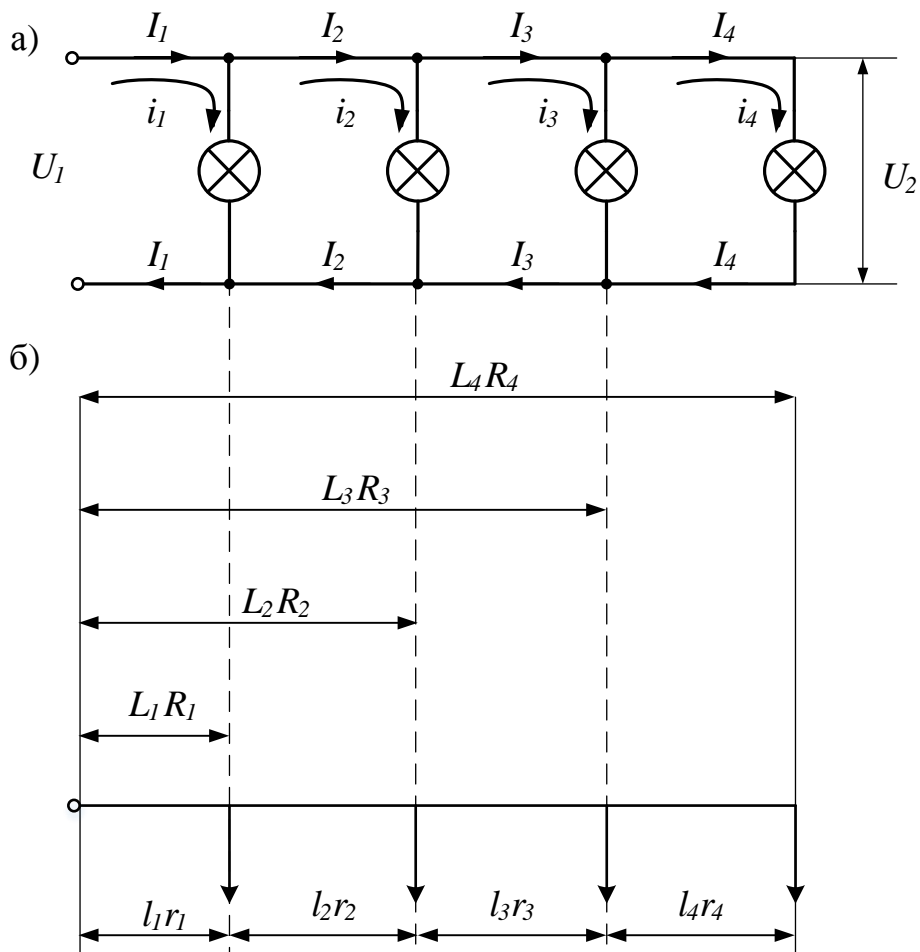 а)
I₁ I₂ I₃ I₄
i₁ i₂ i₃ i₄
U₁ U₂
I₁ I₂ I₃ I₄
б)
L₄R₄
L₃R₃
L₂R₂
L₁R₁
l₁r₁ l₂r₂ l₃r₃ l₄r₄